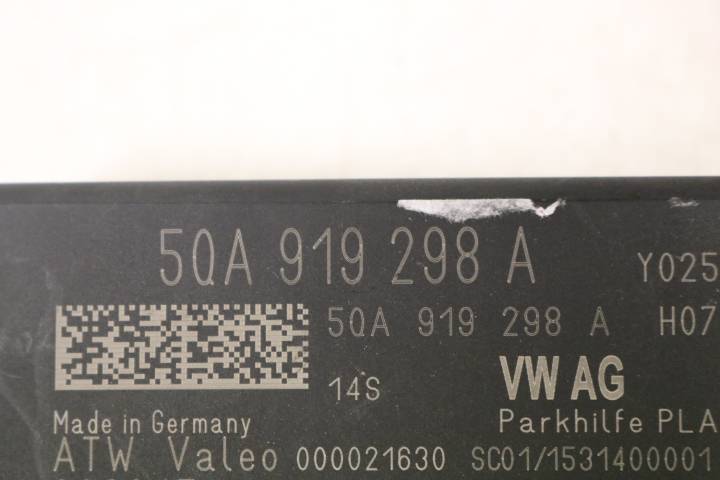 5QA 919 298 A Y025
5QA 919 298 A H07
14S VW AG
Made in Germany Parkhilfe PLA
ATW Valeo 000021630 SC01/1531400001